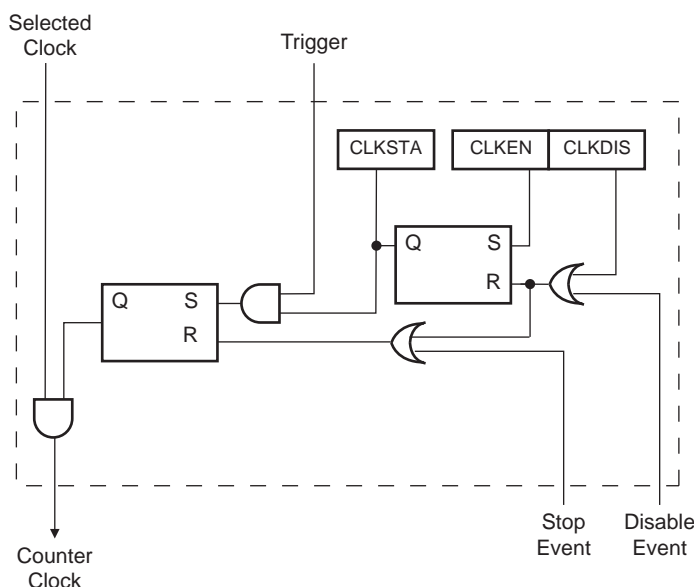 Selected
Clock
Trigger
CLKSTA
CLKEN
CLKDIS
Q
S
R
Q
S
R
Counter
Clock
Stop
Event
Disable
Event